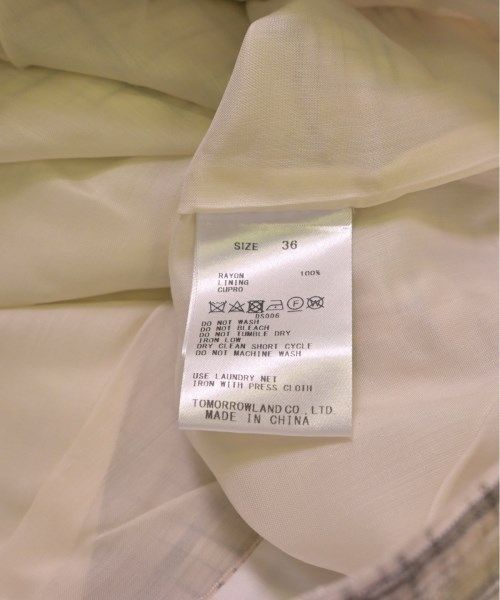 SIZE 36
RAYON 100%
LINING
CUPRO
DS006
DO NOT WASH
DO NOT BLEACH
DO NOT TUMBLE DRY
IRON LOW
DRY CLEAN SHORT CYCLE
DO NOT MACHINE WASH
USE LAUNDRY NET
IRON WITH PRESS CLOTH
TOMORROWLAND CO., LTD.
MADE IN CHINA